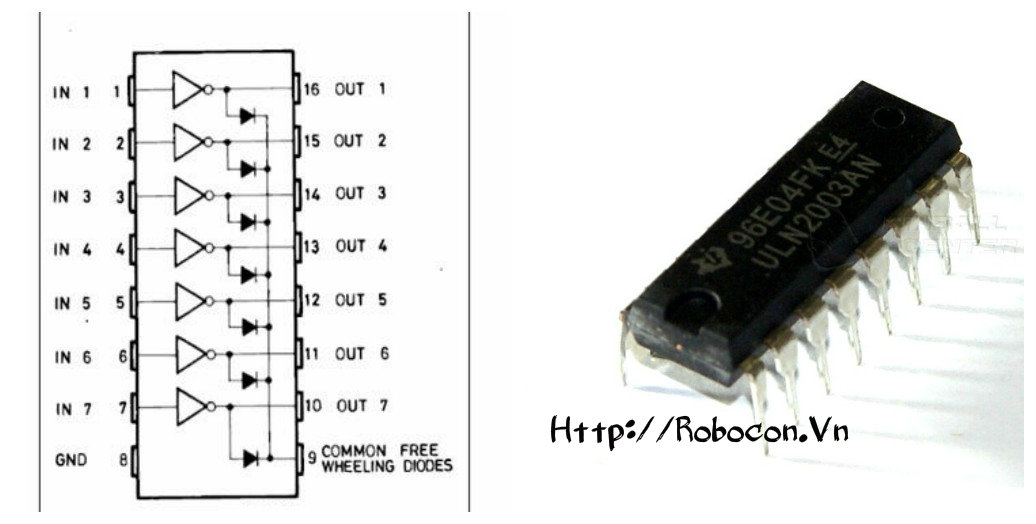 IN 1 1 16 OUT 1
IN 2 2 15 OUT 2
IN 3 3 14 OUT 3
IN 4 4 13 OUT 4
IN 5 5 12 OUT 5
IN 6 6 11 OUT 6
IN 7 7 10 OUT 7
GND 8 9 COMMON FREE
WHEELING DIODES
96E04FK E4
ULN2003AN
Http://Robocon.Vn